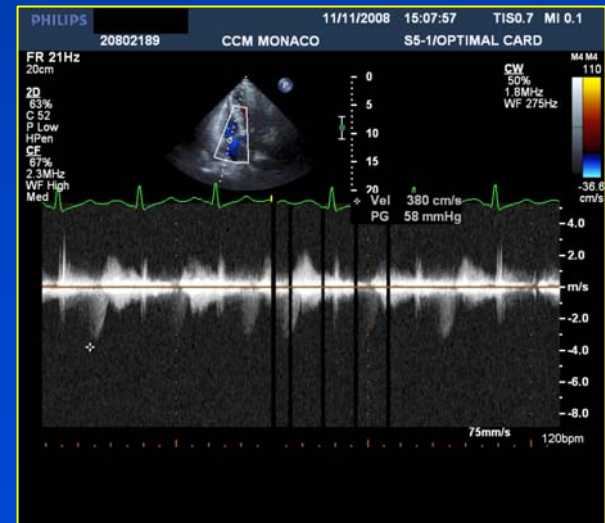 PHILIPS 11/11/2008 15:07:57 TIS0.7 MI 0.1
20802189 CCM MONACO S5-1/OPTIMAL CARD
FR 21Hz
20cm
2D
63%
C 52
P Low
HPen
CF
67%
2.3MHz
WF High
Med
P
0
5
10
15
20
CW
50%
1.8MHz
WF 275Hz
M4 M4
110
-36.6
cm/s
Vel 380 cm/s
PG 58 mmHg
-4.0
-2.0
m/s
-2.0
-4.0
-6.0
-8.0
75mm/s
120bpm